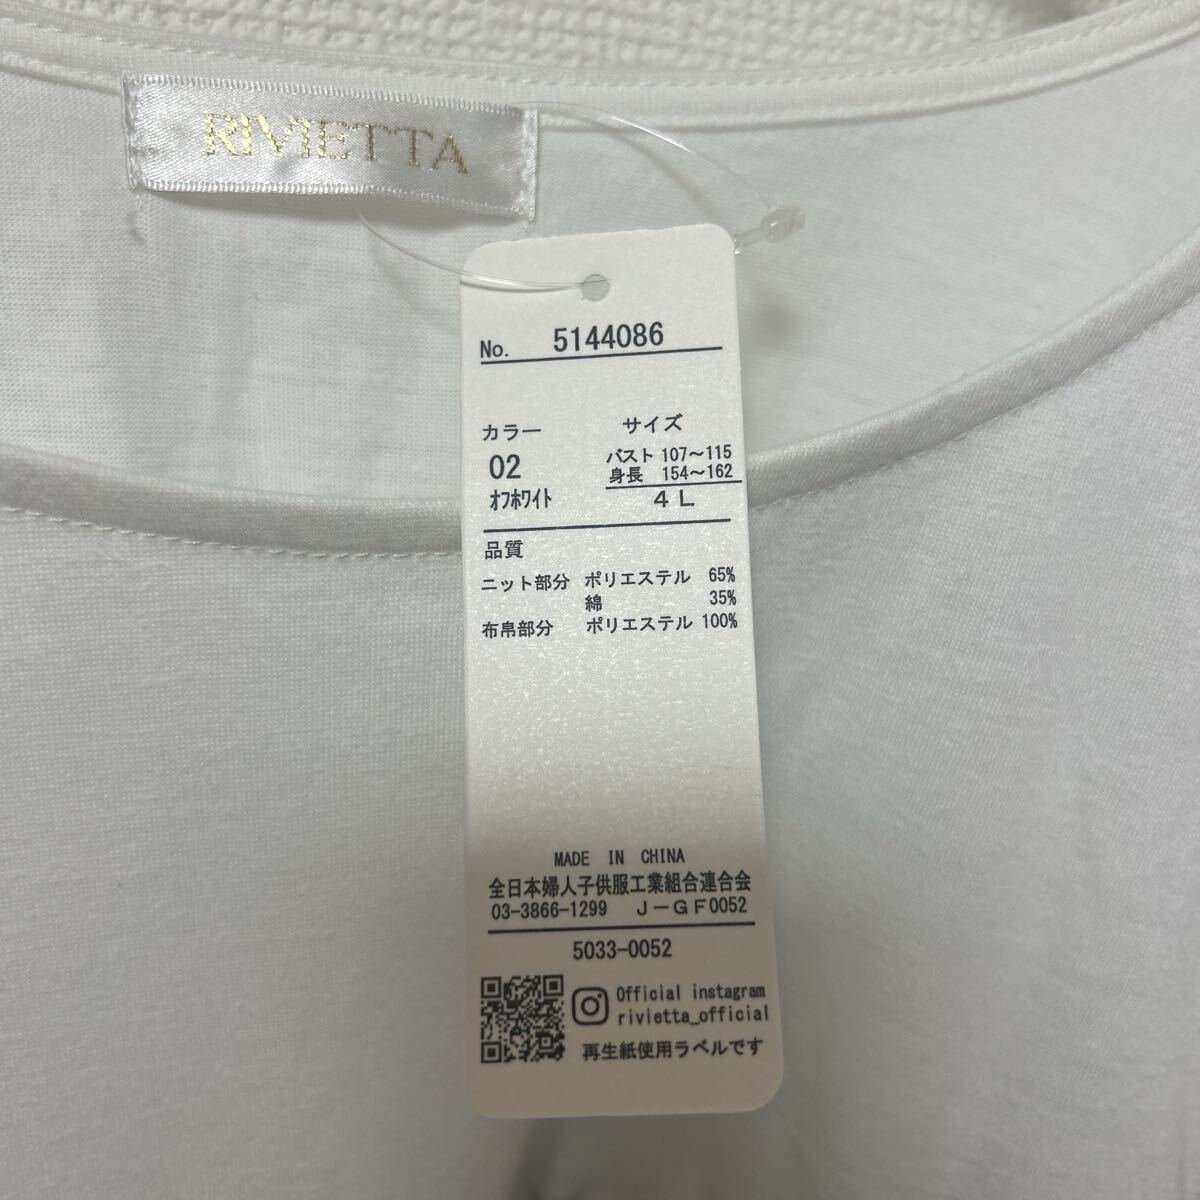 RIVIETTA
No. 5144086
カラー サイズ
02 バスト 107～115
身長 154～162
オフホワイト 4L
品質
ニット部分 ポリエステル 65%
綿 35%
布帛部分 ポリエステル 100%
MADE IN CHINA
全日本婦人子供服工業組合連合会
03-3866-1299 J－GF0052
5033-0052
Official instagram
rivietta_official
再生紙使用ラベルです